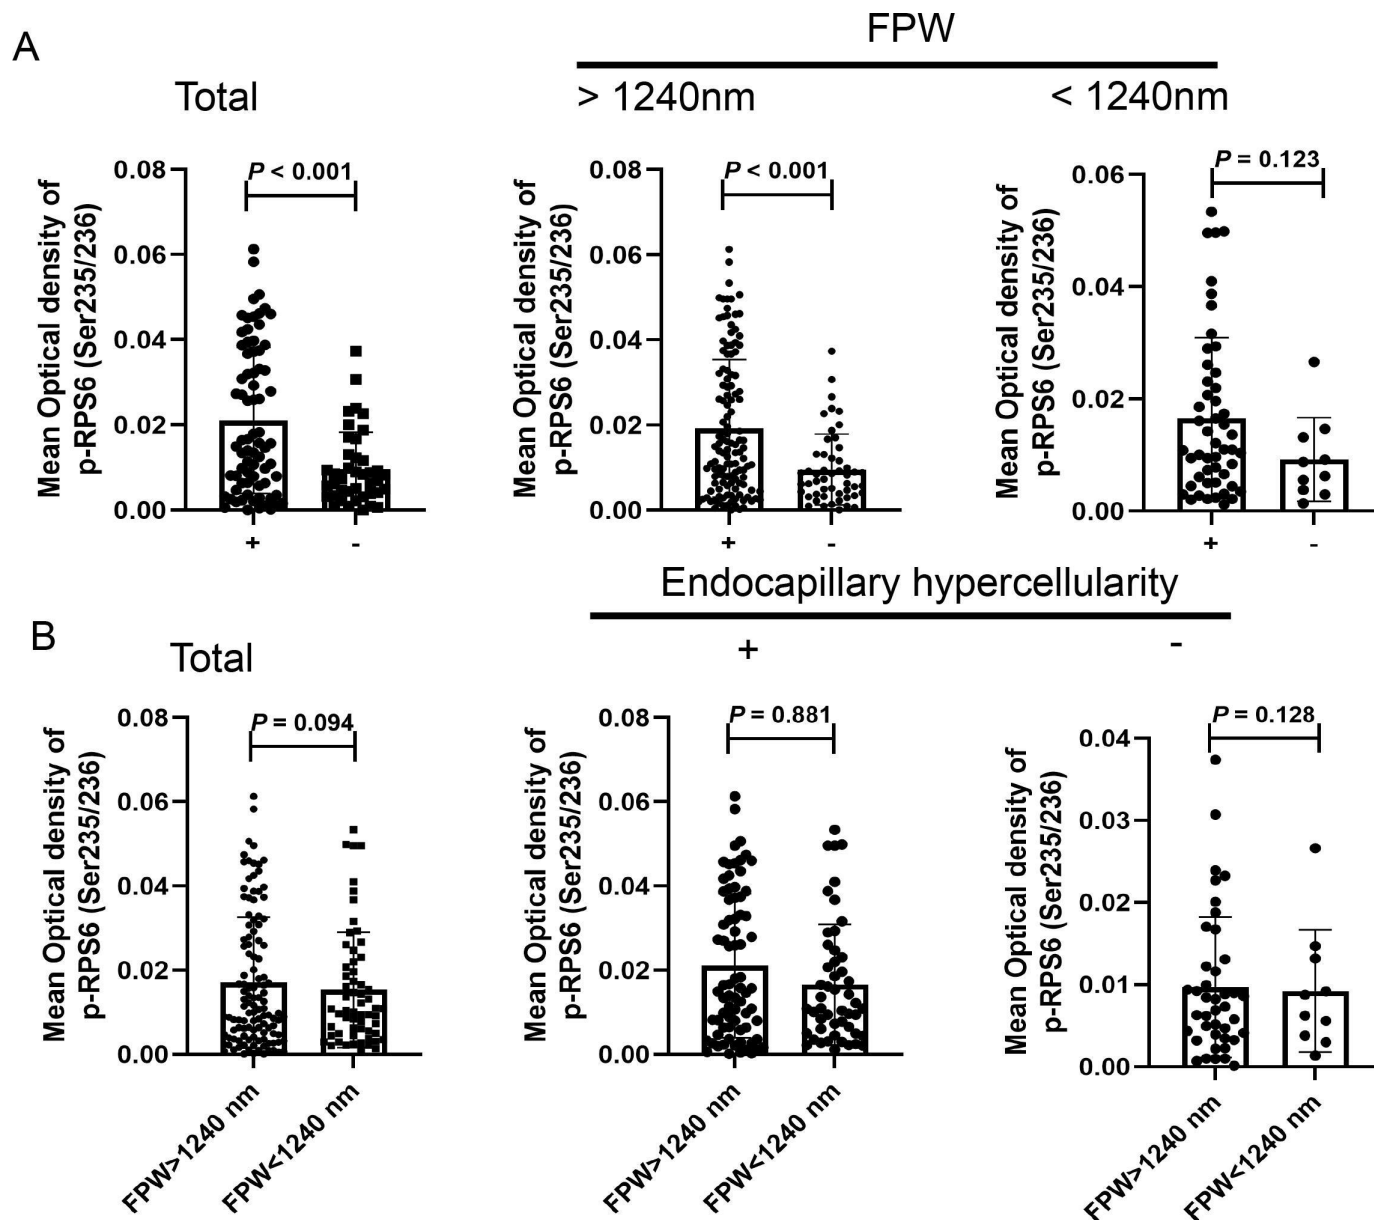 A
FPW
Total
> 1240nm
< 1240nm
Mean Optical density of
p-RPS6 (Ser235/236)
0.08
0.06
0.04
0.02
0.00
P < 0.001
+
-
Mean Optical density of
p-RPS6 (Ser235/236)
0.08
0.06
0.04
0.02
0.00
P < 0.001
+
-
Mean Optical density of
p-RPS6 (Ser235/236)
0.06
0.04
0.02
0.00
P = 0.123
+
-
Endocapillary hypercellularity
B
Total
+
-
Mean Optical density of
p-RPS6 (Ser235/236)
0.08
0.06
0.04
0.02
0.00
P = 0.094
FPW>1240 nm
FPW<1240 nm
Mean Optical density of
p-RPS6 (Ser235/236)
0.08
0.06
0.04
0.02
0.00
P = 0.881
FPW>1240 nm
FPW<1240 nm
Mean Optical density of
p-RPS6 (Ser235/236)
0.04
0.03
0.02
0.01
0.00
P = 0.128
FPW>1240 nm
FPW<1240 nm